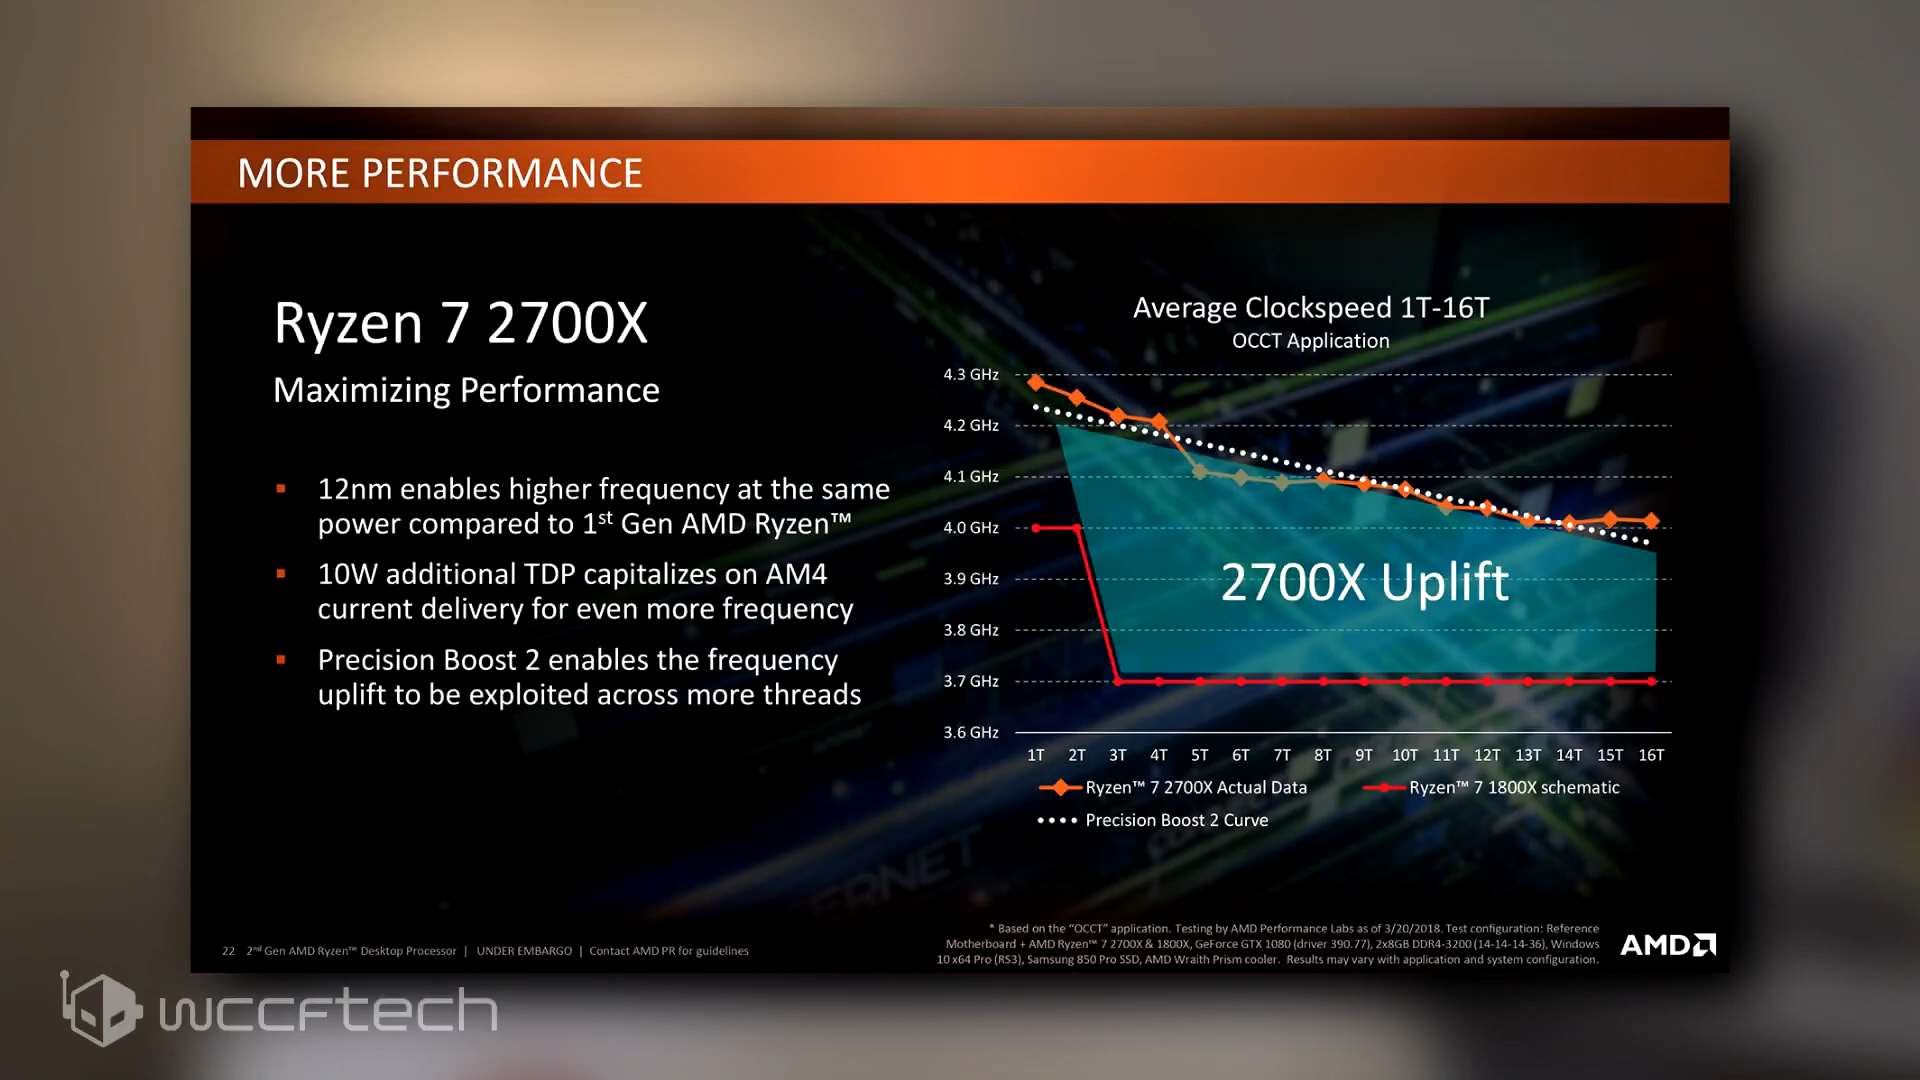 MORE PERFORMANCE
Ryzen 7 2700X
Maximizing Performance
▪ 12nm enables higher frequency at the same
power compared to 1st Gen AMD Ryzen™
▪ 10W additional TDP capitalizes on AM4
current delivery for even more frequency
▪ Precision Boost 2 enables the frequency
uplift to be exploited across more threads
Average Clockspeed 1T-16T
OCCT Application
4.3 GHz
4.2 GHz
4.1 GHz
4.0 GHz
3.9 GHz
3.8 GHz
3.7 GHz
3.6 GHz
2700X Uplift
1T 2T 3T 4T 5T 6T 7T 8T 9T 10T 11T 12T 13T 14T 15T 16T
Ryzen™ 7 2700X Actual Data
Ryzen™ 7 1800X schematic
Precision Boost 2 Curve
ERNET
* Based on the “OCCT” application. Testing by AMD Performance Labs as of 3/20/2018. Test configuration: Reference
Motherboard + AMD Ryzen™ 7 2700X & 1800X, GeForce GTX 1080 (driver 390.77), 2x8GB DDR4-3200 (14-14-14-36), Windows
10 x64 Pro (RS3), Samsung 850 Pro SSD, AMD Wraith Prism cooler. Results may vary with application and system configuration.
22 2nd Gen AMD Ryzen™ Desktop Processor | UNDER EMBARGO | Contact AMD PR for guidelines
AMD
wccftech